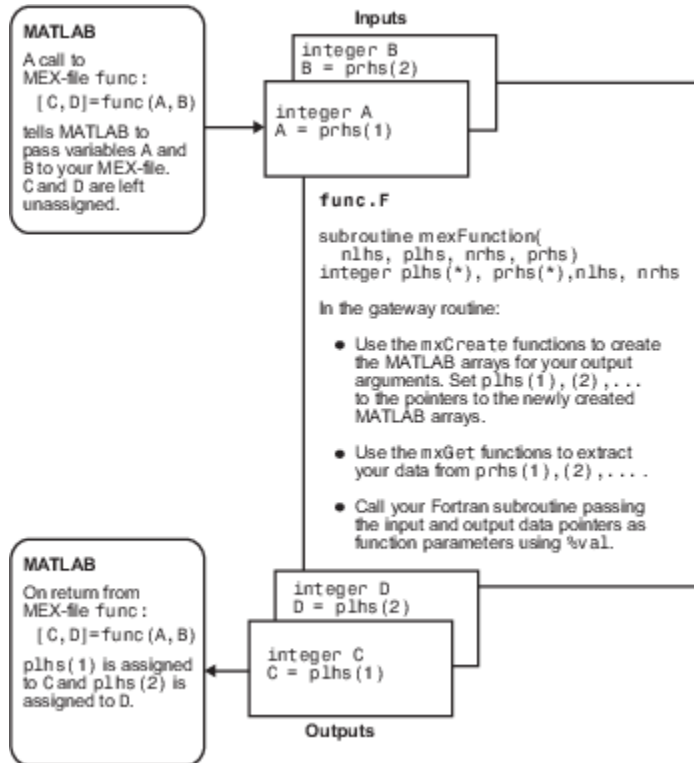 MATLAB
A call to
MEX-file func:
[C,D]=func(A,B)
tells MATLAB to
pass variables A and
B to your MEX-file.
C and D are left
unassigned.
Inputs
integer B
B = prhs(2)
integer A
A = prhs(1)
func.F
subroutine mexFunction(
nlhs, plhs, nrhs, prhs)
integer plhs(*), prhs(*),nlhs, nrhs
In the gateway routine:
● Use the mxCreate functions to create
the MATLAB arrays for your output
arguments. Set plhs(1),(2),...
to the pointers to the newly created
MATLAB arrays.
● Use the mxGet functions to extract
your data from prhs(1),(2),....
● Call your Fortran subroutine passing
the input and output data pointers as
function parameters using %val.
MATLAB
On return from
MEX-file func:
[C,D]=func(A,B)
plhs(1) is assigned
to C and plhs(2) is
assigned to D.
integer D
D = plhs(2)
integer C
C = plhs(1)
Outputs